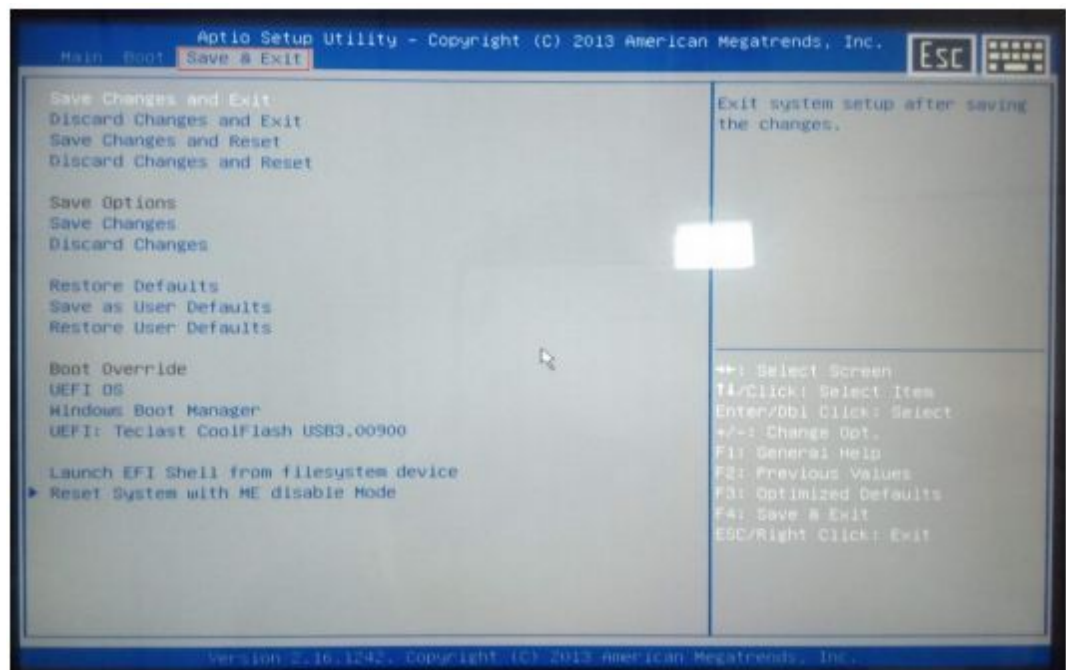 Aptio Setup Utility - Copyright (C) 2013 American Megatrends, Inc.
Main Boot Save & Exit
Esc
Save Changes and Exit
Discard Changes and Exit
Save Changes and Reset
Discard Changes and Reset
Save Options
Save Changes
Discard Changes
Restore Defaults
Save as User Defaults
Restore User Defaults
Boot Override
UEFI OS
Windows Boot Manager
UEFI: Teclast CoolFlash USB3.00900
Launch EFI Shell from filesystem device
Reset System with ME disable Mode
Exit system setup after saving
the changes.
→←: Select Screen
↑↓/Click: Select Item
Enter/Dbl Click: Select
+/-: Change Opt.
F1: General Help
F2: Previous Values
F3: Optimized Defaults
F4: Save & Exit
ESC/Right Click: Exit
Version 2.16.1242. Copyright (C) 2013 American Megatrends, Inc.